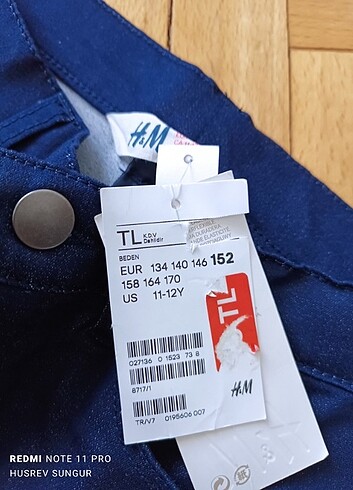 H&M
TL K.D.V
Dahildir
BEDEN
EUR 134 140 146 152
158 164 170
US 11-12Y
TL
027136 0 1523 73 8
8717/1
H&M
TR/V7 0195606 007
REDMI NOTE 11 PRO
HUSREV SUNGUR